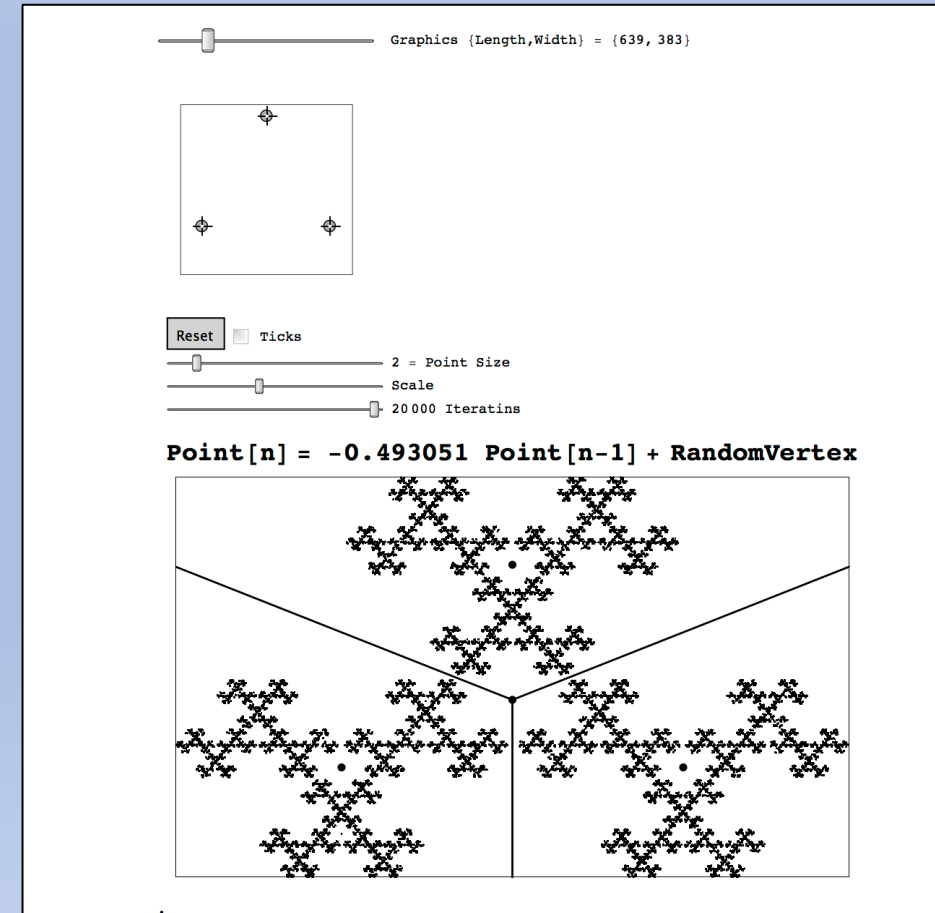 Graphics {Length,Width} = {639, 383}
Reset Ticks
2 = Point Size
Scale
20000 Iteratins
Point[n] = -0.493051 Point[n-1] + RandomVertex